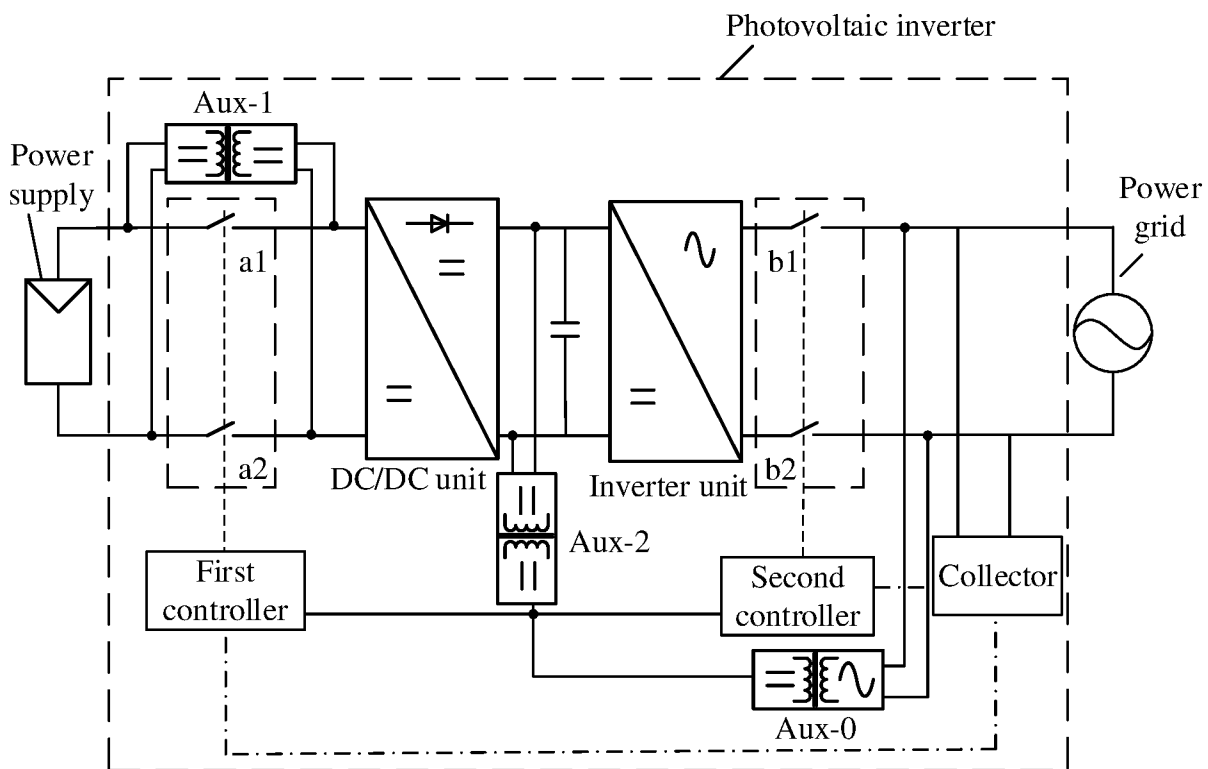 Photovoltaic inverter
Aux-1
Power
supply
Power
grid
a1
b1
a2
DC/DC unit
Inverter unit
b2
Aux-2
First
controller
Second
controller
Collector
Aux-0